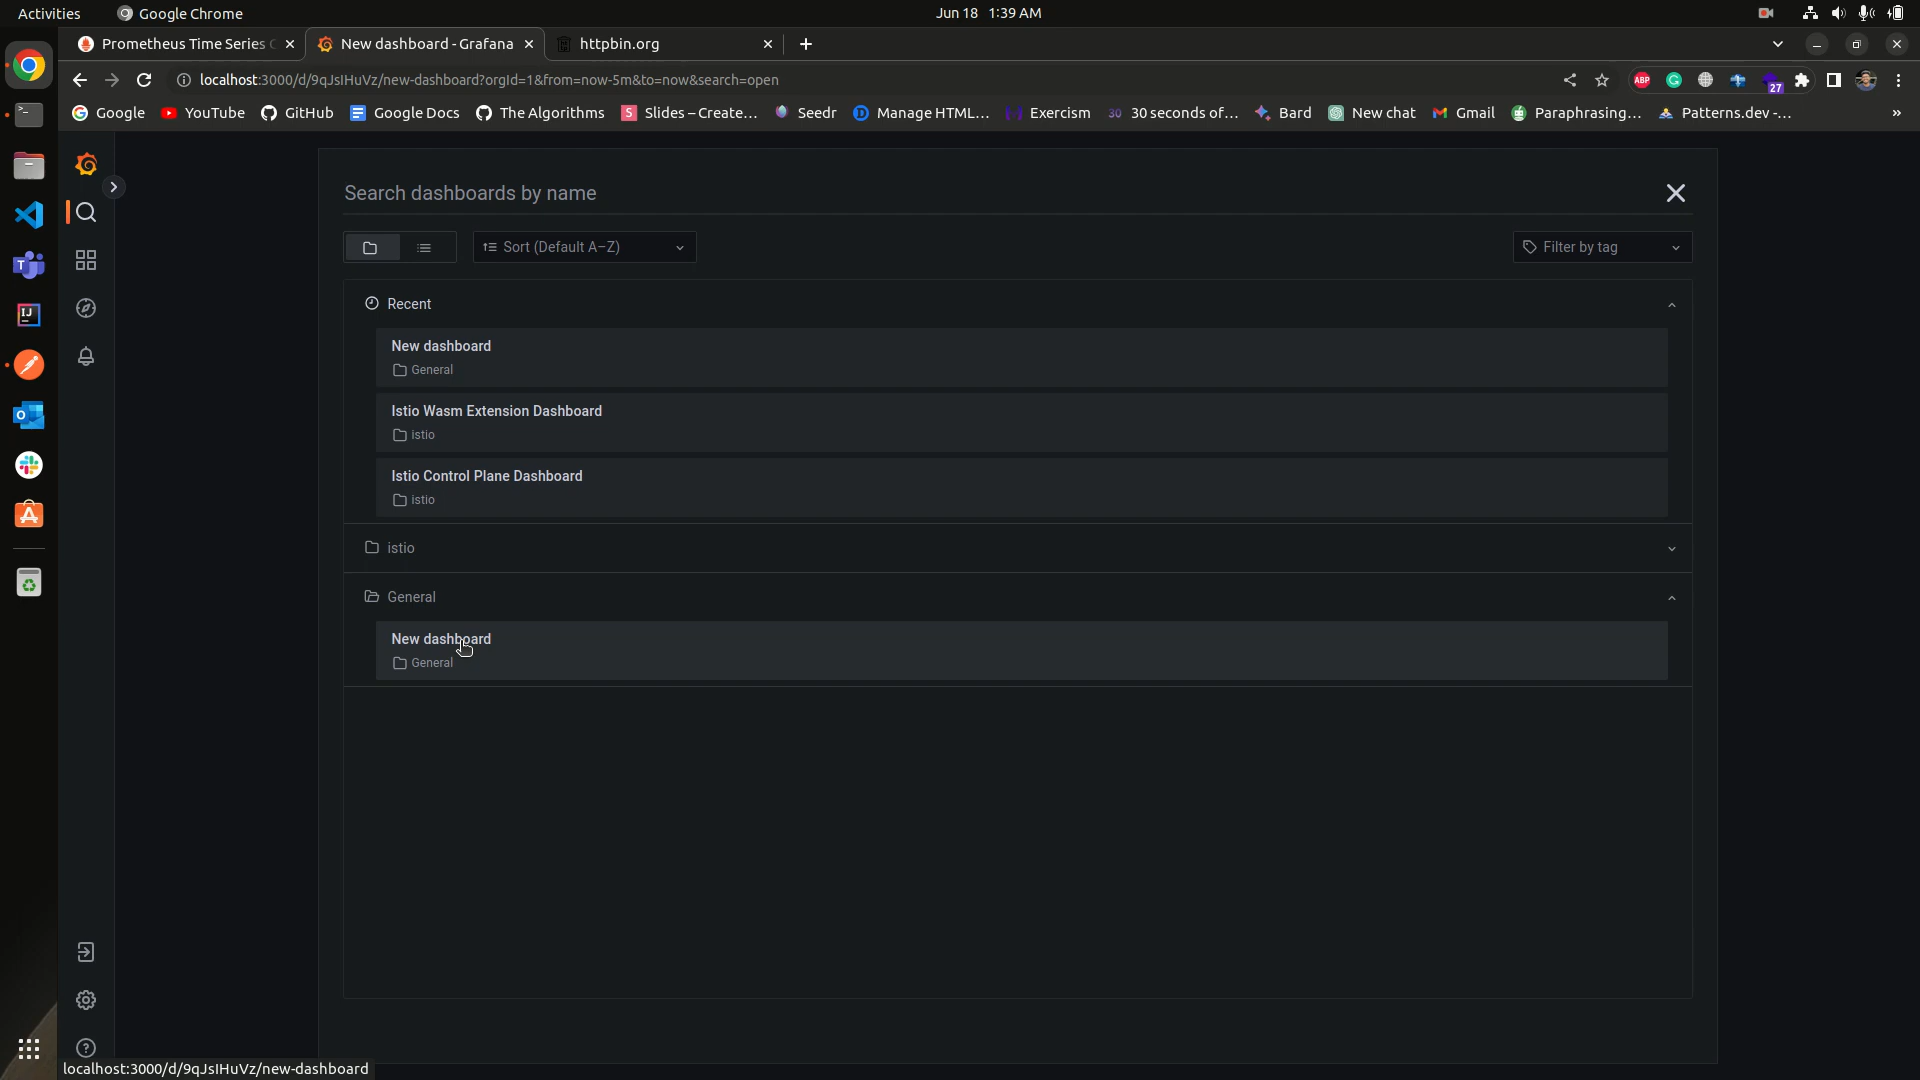 Activities Google Chrome Jun 18 1:39 AM
Prometheus Time Series New dashboard - Grafana httpbin.org
localhost:3000/d/9qJsIHuVz/new-dashboard?orgId=1&from=now-5m&to=now&search=open
ABP 27
Google YouTube GitHub Google Docs The Algorithms S Slides – Create... Seedr Manage HTML... Exercism 30 30 seconds of... Bard New chat Gmail Paraphrasing... Patterns.dev -... »
Search dashboards by name
Sort (Default A–Z) Filter by tag
Recent
New dashboard
General
Istio Wasm Extension Dashboard
istio
Istio Control Plane Dashboard
istio
istio
General
New dashboard
General
localhost:3000/d/9qJsIHuVz/new-dashboard